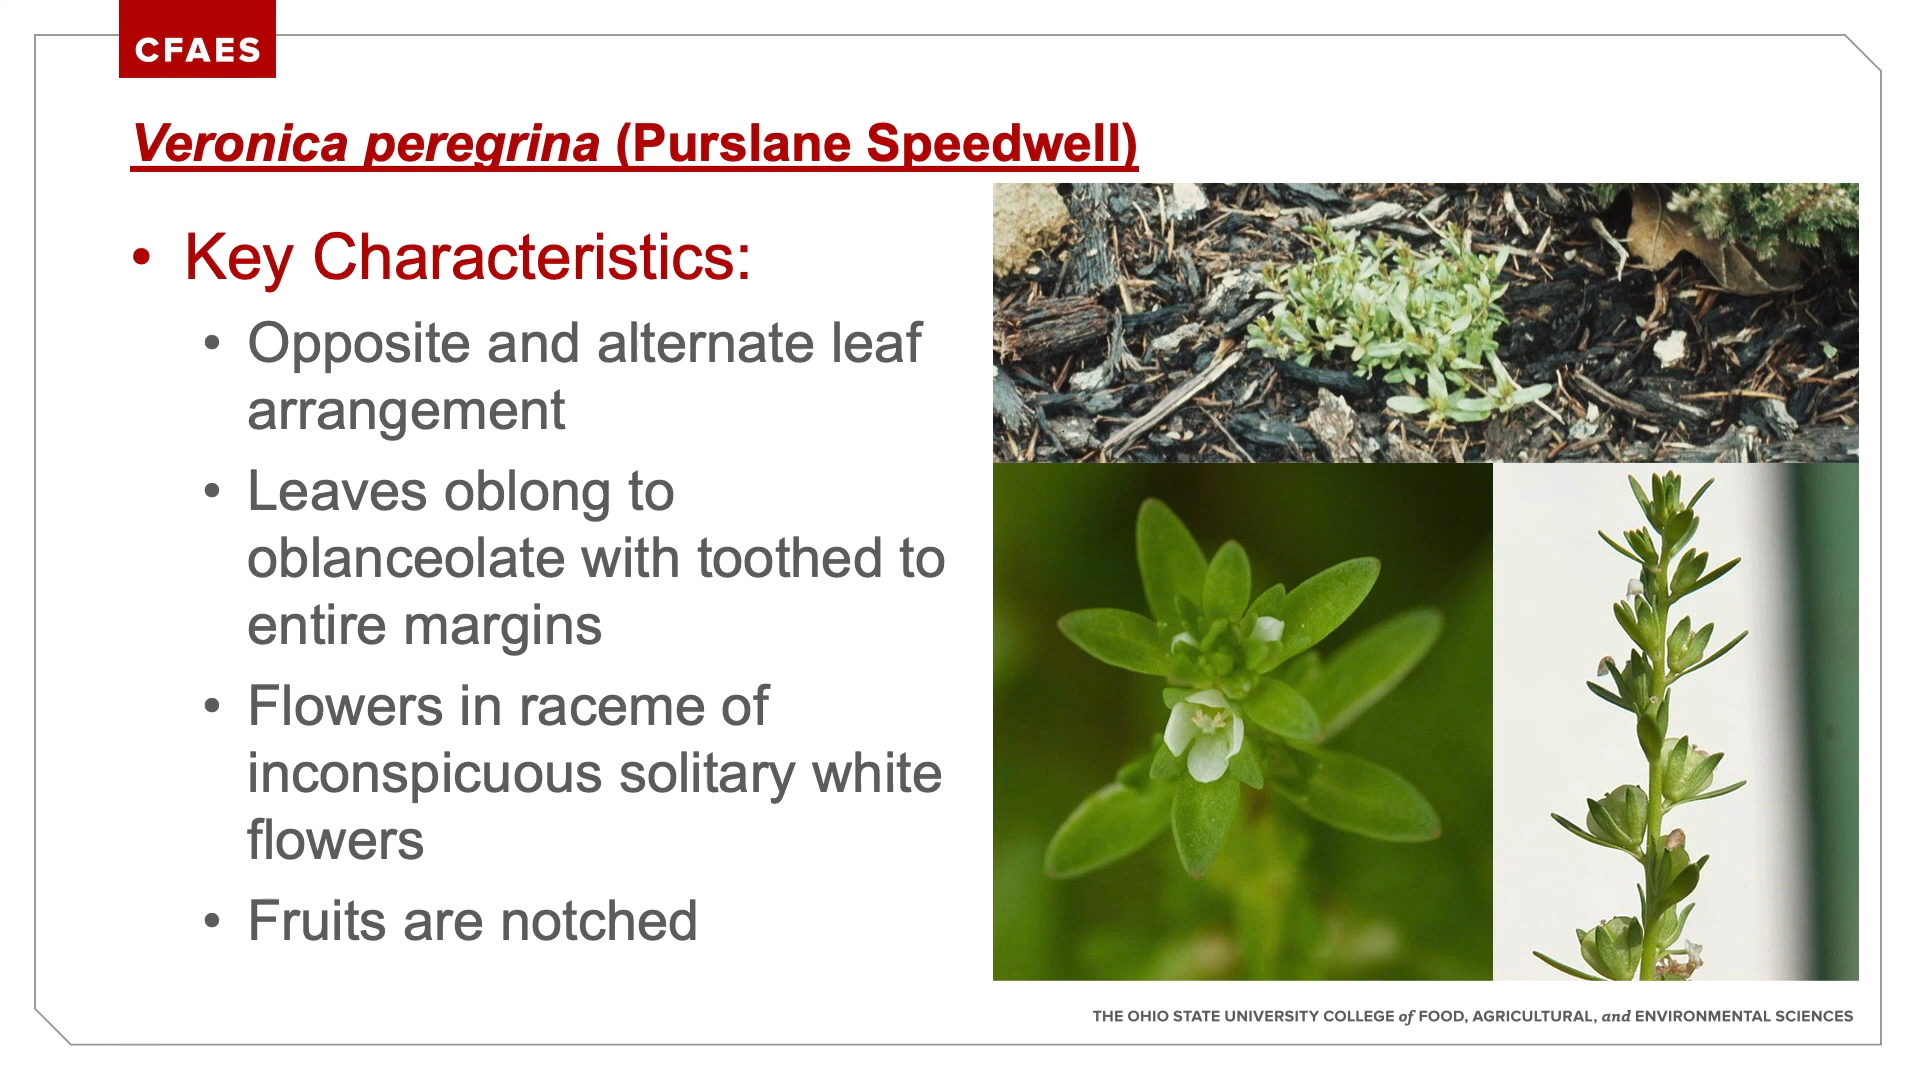 CFAES
Veronica peregrina (Purslane Speedwell)
• Key Characteristics:
• Opposite and alternate leaf
arrangement
• Leaves oblong to
oblanceolate with toothed to
entire margins
• Flowers in raceme of
inconspicuous solitary white
flowers
• Fruits are notched
THE OHIO STATE UNIVERSITY COLLEGE of FOOD, AGRICULTURAL, and ENVIRONMENTAL SCIENCES